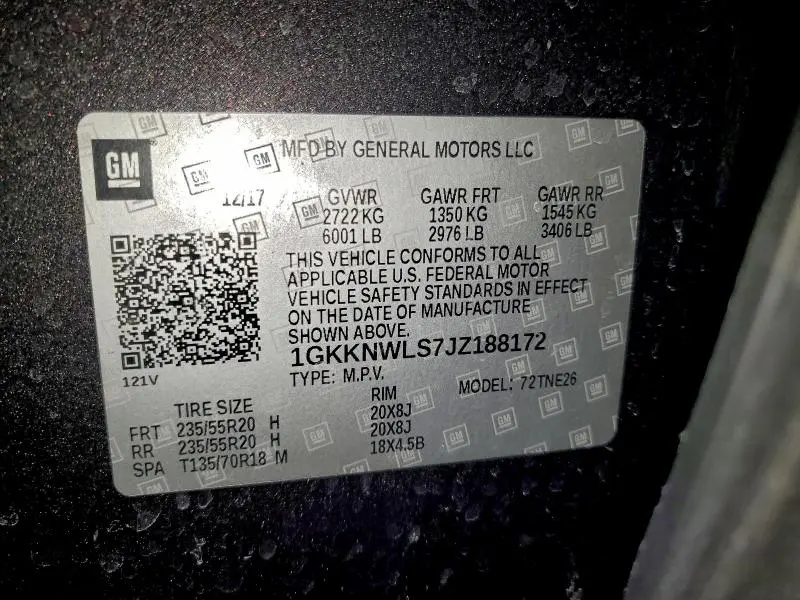 GM
MFD BY GENERAL MOTORS LLC
12/17 GVWR GAWR FRT GAWR RR
2722 KG 1350 KG 1545 KG
6001 LB 2976 LB 3406 LB
THIS VEHICLE CONFORMS TO ALL
APPLICABLE U.S. FEDERAL MOTOR
VEHICLE SAFETY STANDARDS IN EFFECT
ON THE DATE OF MANUFACTURE
SHOWN ABOVE.
1GKKNWLS7JZ188172
121V
TYPE: M.P.V. MODEL: 72TNE26
TIRE SIZE RIM
FRT 235/55R20 H 20X8J
RR 235/55R20 H 20X8J
SPA T135/70R18 M 18X4.5B